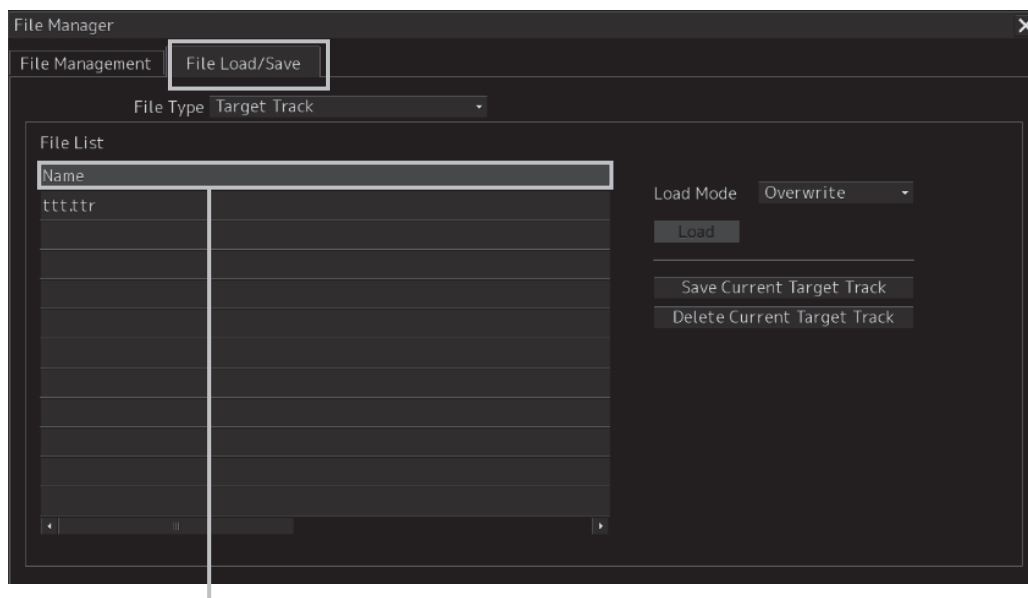 File Manager
File Management File Load/Save
File Type Target Track
File List
Name
ttt.ttr
Load Mode Overwrite
Load
Save Current Target Track
Delete Current Target Track